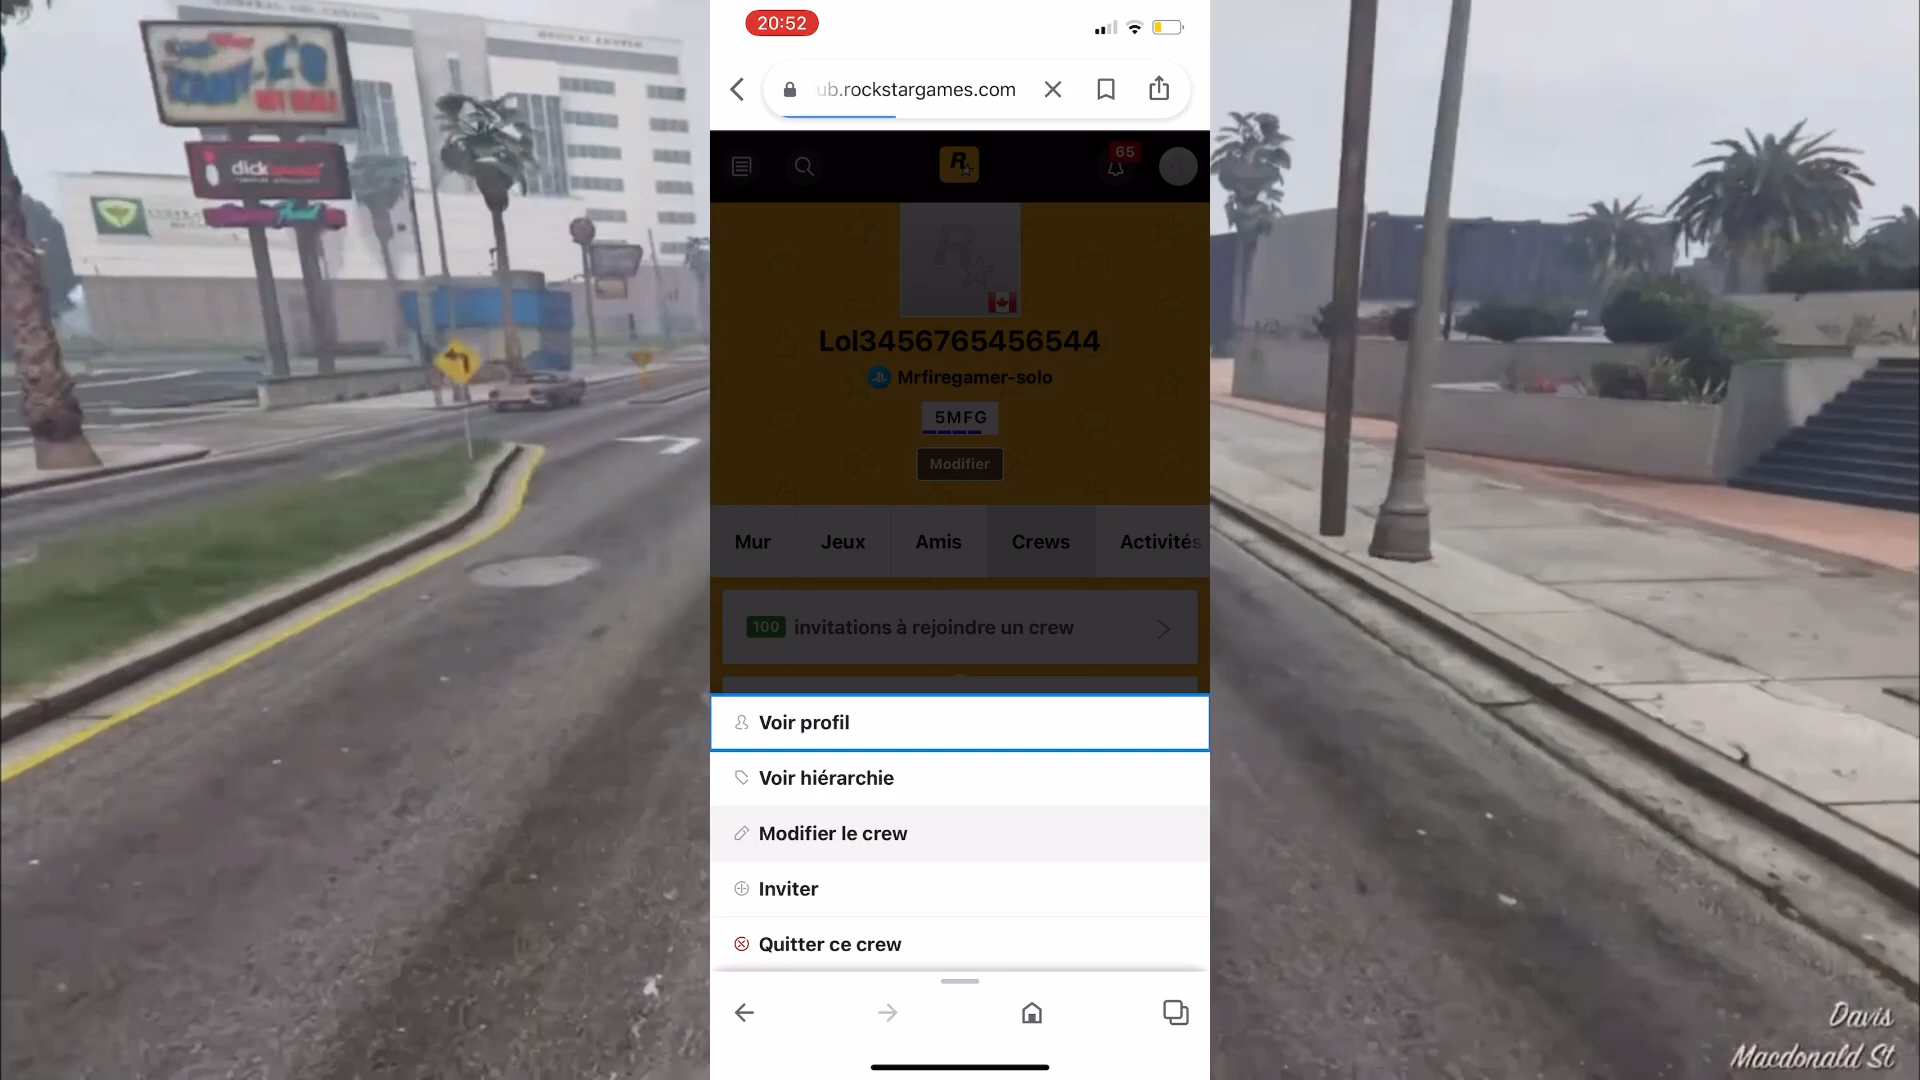 20:52
ub.rockstargames.com
65
Lol3456765456544
Mrfiregamer-solo
5MFG
Modifier
Mur
Jeux
Amis
Crews
Activités
100 invitations à rejoindre un crew
Voir profil
Voir hiérarchie
Modifier le crew
Inviter
Quitter ce crew
Davis
Macdonald St